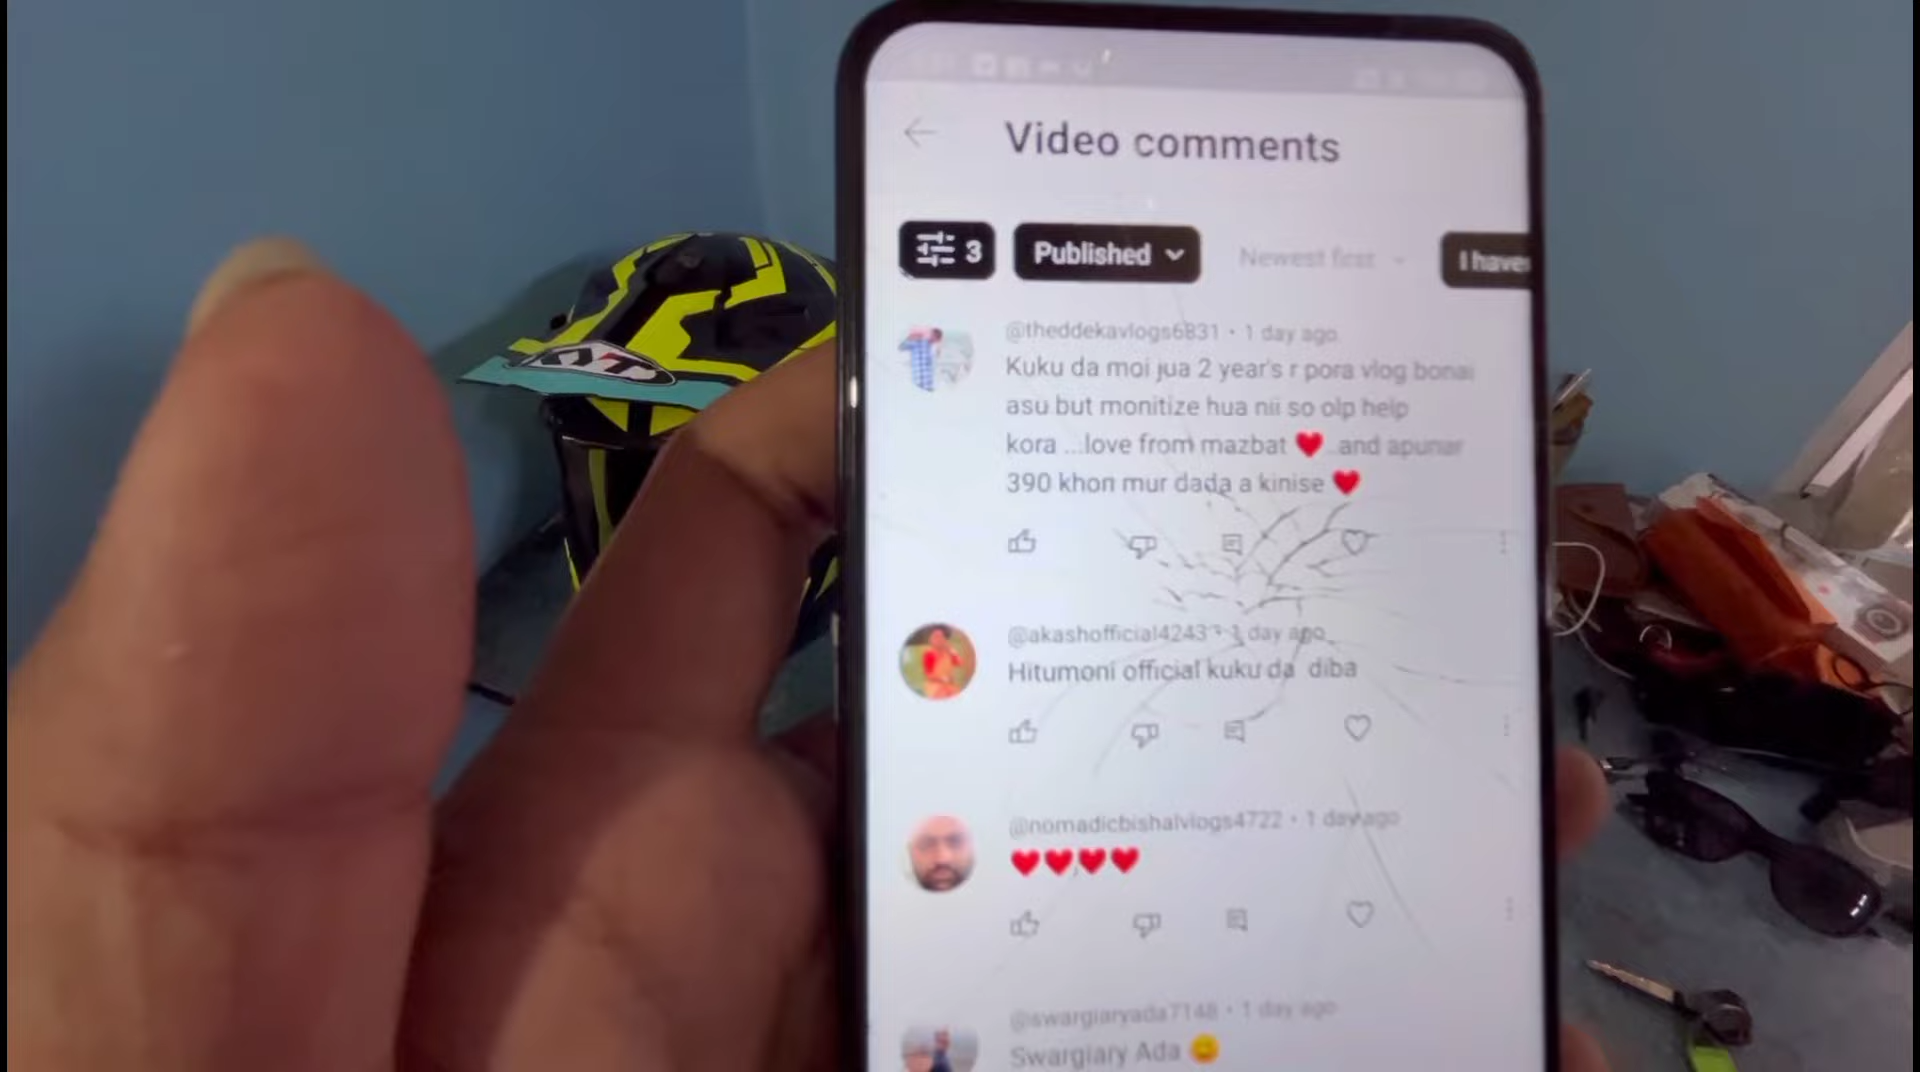 Video comments
3
Published
Newest first
I have
@theddekavlogs6831 • 1 day ago
Kuku da moi jua 2 year's r pora vlog bonai
asu but monitize hua nii so olp help
kora ...love from mazbat ❤️ and apunar
390 khon mur dada a kinise ❤️
@akashofficial4243 • 1 day ago
Hitumoni official kuku da diba
@nomadicbishalvlogs4722 • 1 day ago
❤️❤️❤️❤️
@swargiaryada7148 • 1 day ago
Swargiary Ada 😄
KYT